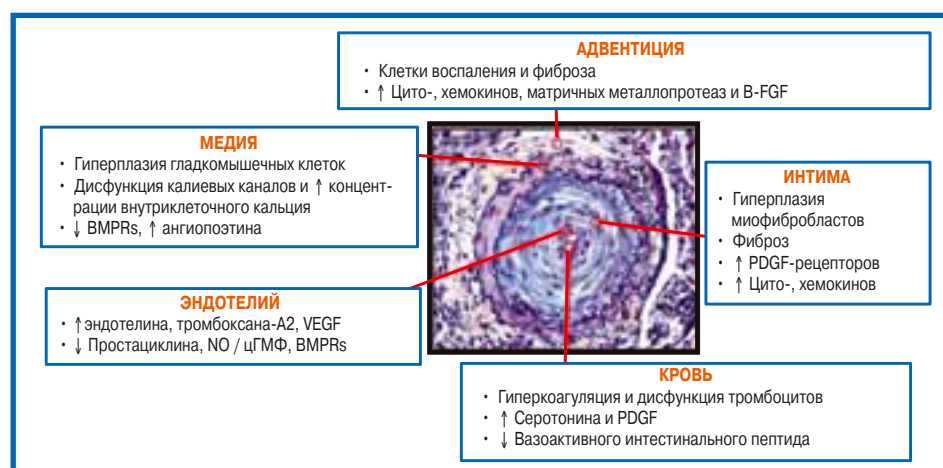 АДВЕНТИЦИЯ
· Клетки воспаления и фиброза
· ↑ Цито-, хемокинов, матричных металлопротеаз и B-FGF
МЕДИЯ
· Гиперплазия гладкомышечных клеток
· Дисфункция калиевых каналов и ↑ концент-
рации внутриклеточного кальция
· ↓ BMPRs, ↑ ангиопоэтина
ИНТИМА
· Гиперплазия
миофибробластов
· Фиброз
· ↑ PDGF-рецепторов
· ↑ Цито-, хемокинов
ЭНДОТЕЛИЙ
· ↑эндотелина, тромбоксана-А2, VEGF
· ↓ Простациклина, NO / цГМФ, BMPRs
КРОВЬ
· Гиперкоагуляция и дисфункция тромбоцитов
· ↑ Серотонина и PDGF
· ↓ Вазоактивного интестинального пептида